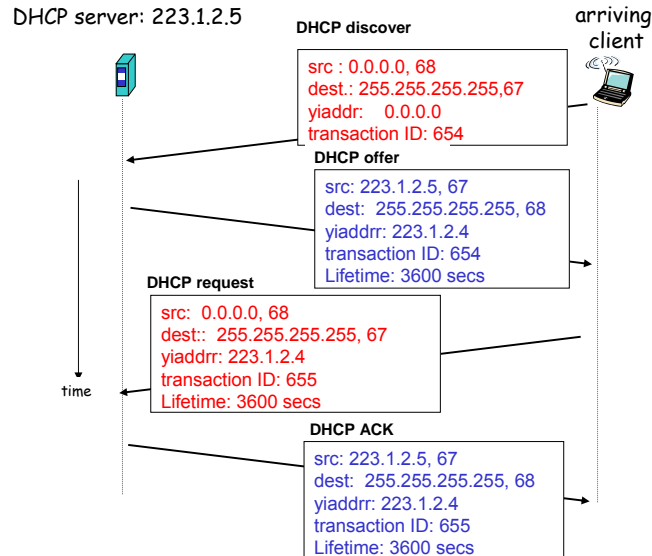 DHCP server: 223.1.2.5
arriving
client
DHCP discover
src : 0.0.0.0, 68
dest.: 255.255.255.255,67
yiaddr: 0.0.0.0
transaction ID: 654
DHCP offer
src: 223.1.2.5, 67
dest: 255.255.255.255, 68
yiaddrr: 223.1.2.4
transaction ID: 654
Lifetime: 3600 secs
DHCP request
src: 0.0.0.0, 68
dest:: 255.255.255.255, 67
yiaddrr: 223.1.2.4
transaction ID: 655
Lifetime: 3600 secs
time
DHCP ACK
src: 223.1.2.5, 67
dest: 255.255.255.255, 68
yiaddrr: 223.1.2.4
transaction ID: 655
Lifetime: 3600 secs